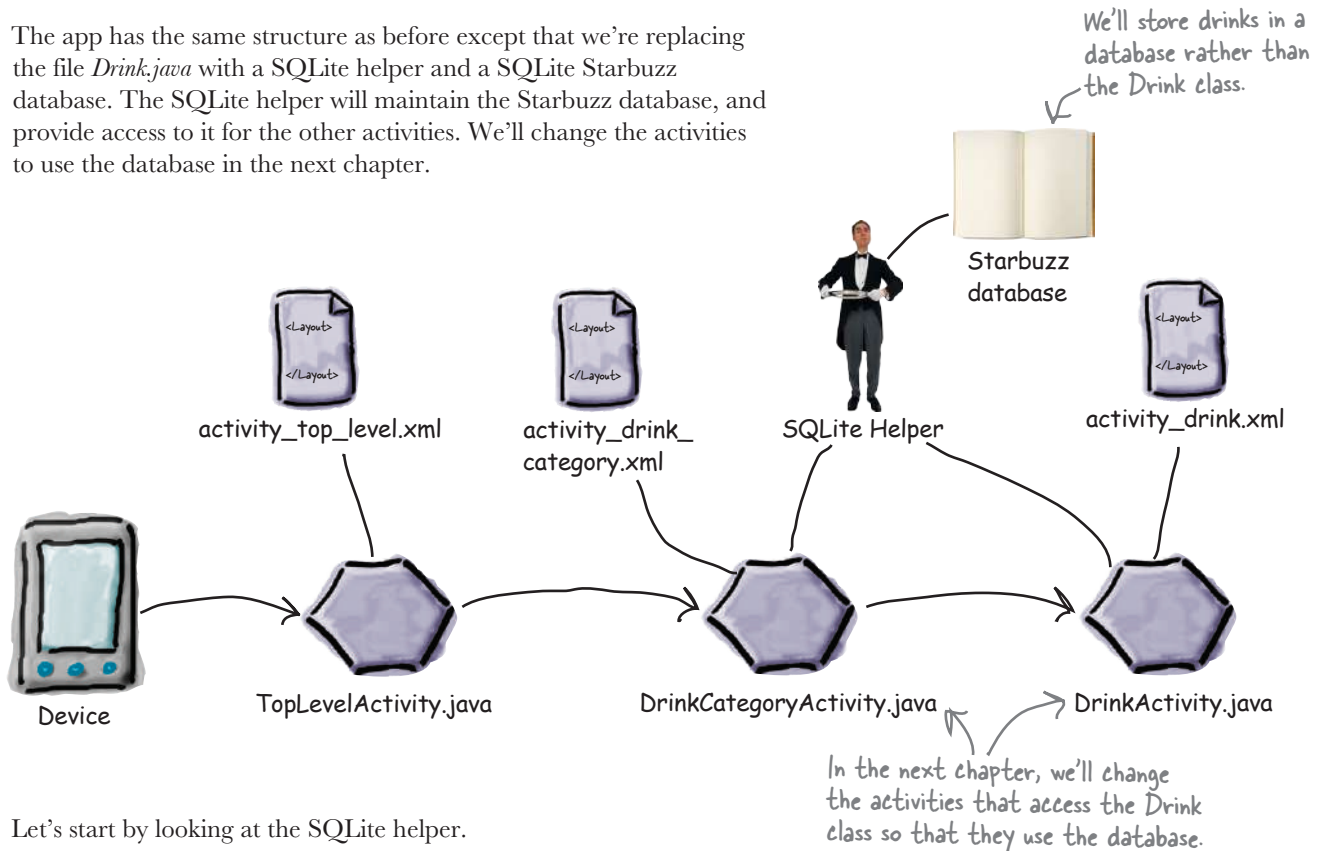 The app has the same structure as before except that we're replacing
the file Drink.java with a SQLite helper and a SQLite Starbuzz
database. The SQLite helper will maintain the Starbuzz database, and
provide access to it for the other activities. We'll change the activities
to use the database in the next chapter.
We'll store drinks in a
database rather than
the Drink class.
Starbuzz
database
<Layout>
</Layout>
activity_top_level.xml
<Layout>
</Layout>
activity_drink_
category.xml
SQLite Helper
<Layout>
</Layout>
activity_drink.xml
Device
TopLevelActivity.java
DrinkCategoryActivity.java
DrinkActivity.java
In the next chapter, we'll change
the activities that access the Drink
class so that they use the database.
Let's start by looking at the SQLite helper.